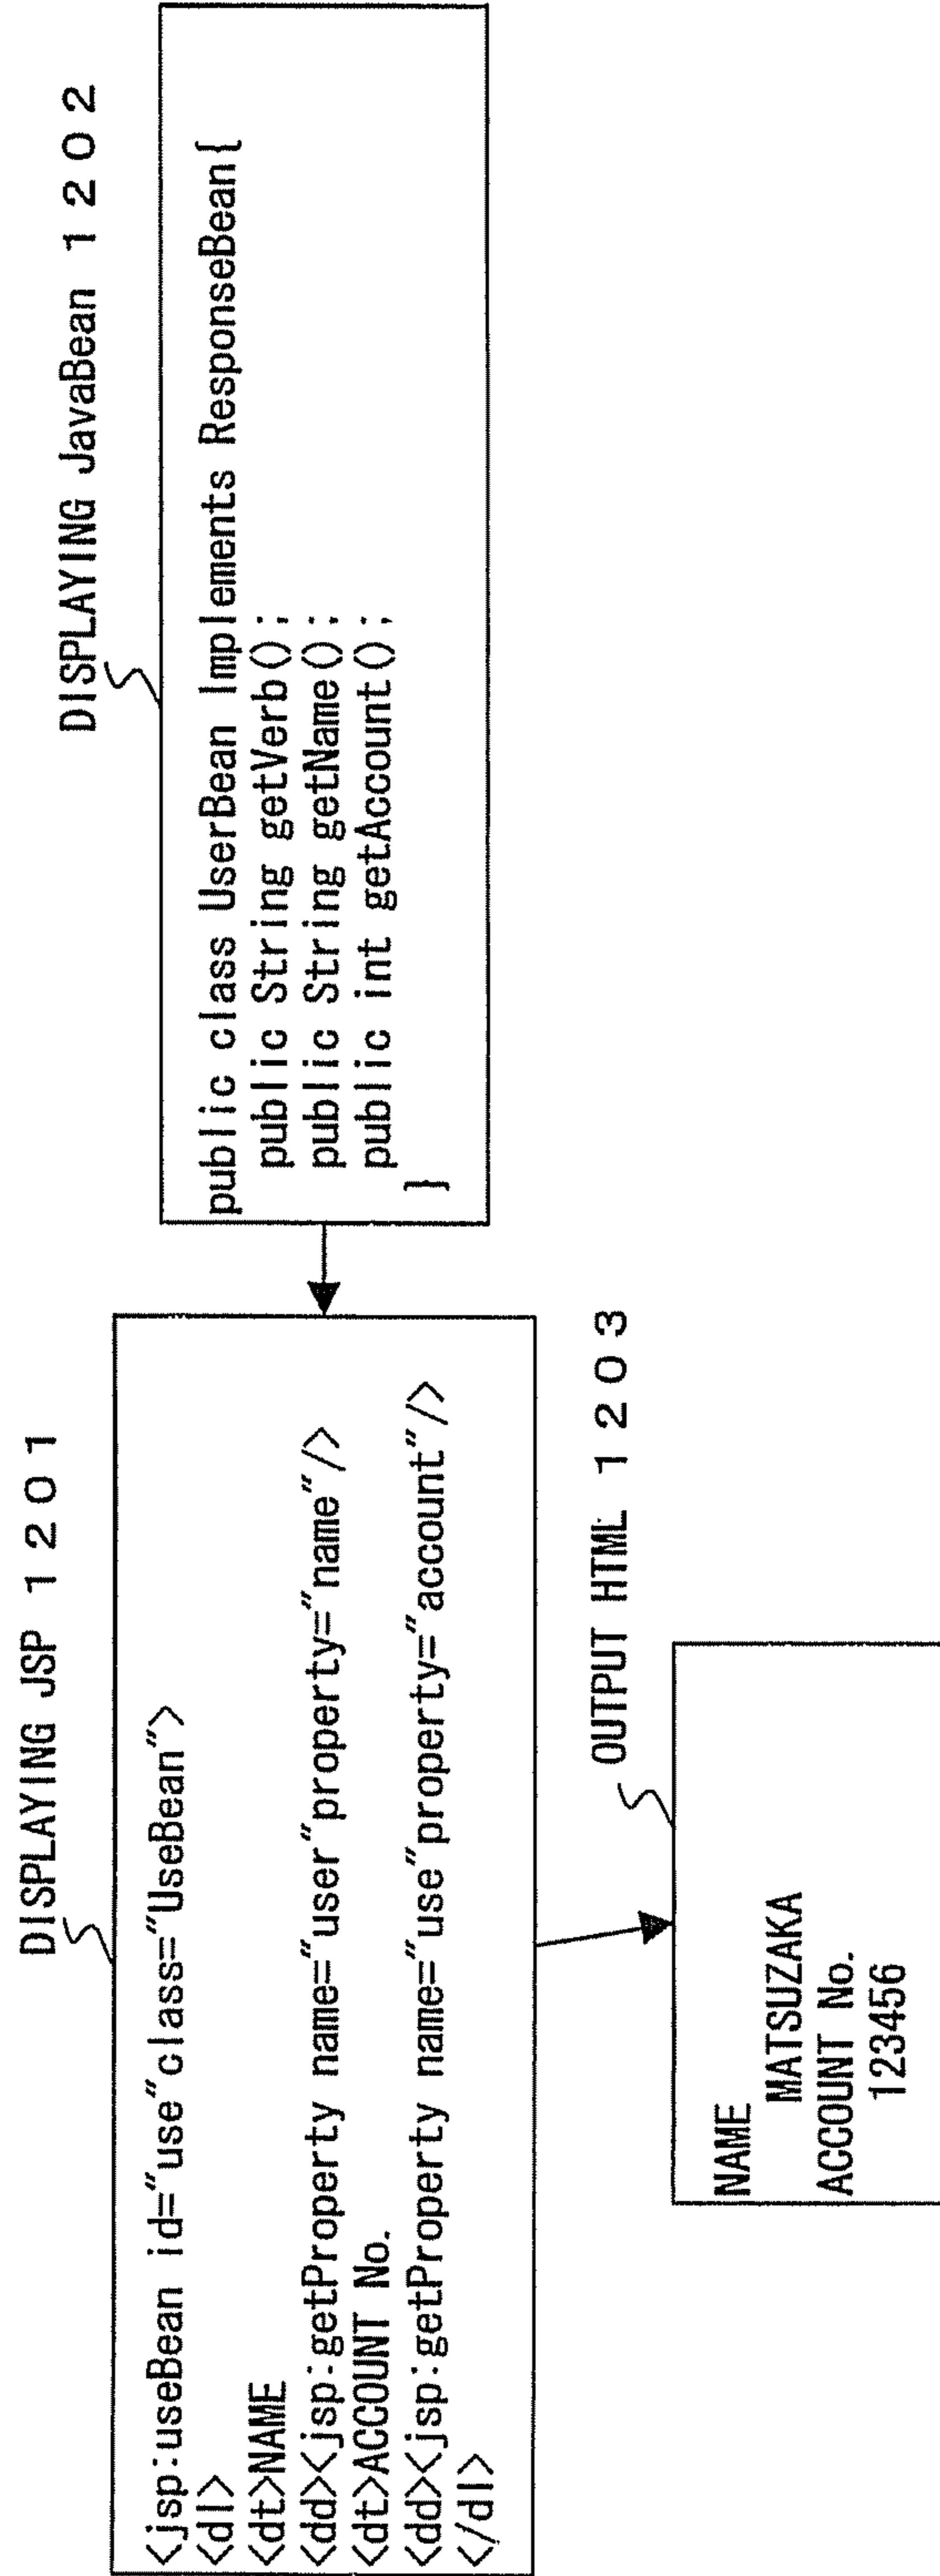 DISPLAYING JSP 1201
<jsp:useBean id="use"class="UseBean">
<dl>
<dt>NAME
<dd><jsp:getProperty name="user"property="name"/>
<dt>ACCOUNT No.
<dd><jsp:getProperty name="use"property="account"/>
</dl>
DISPLAYING JavaBean 1202
public class UserBean Implements ResponseBean{
public String getVerb();
public String getName();
public int getAccount();
}
OUTPUT HTML 1203
NAME
MATSUZAKA
ACCOUNT No.
123456